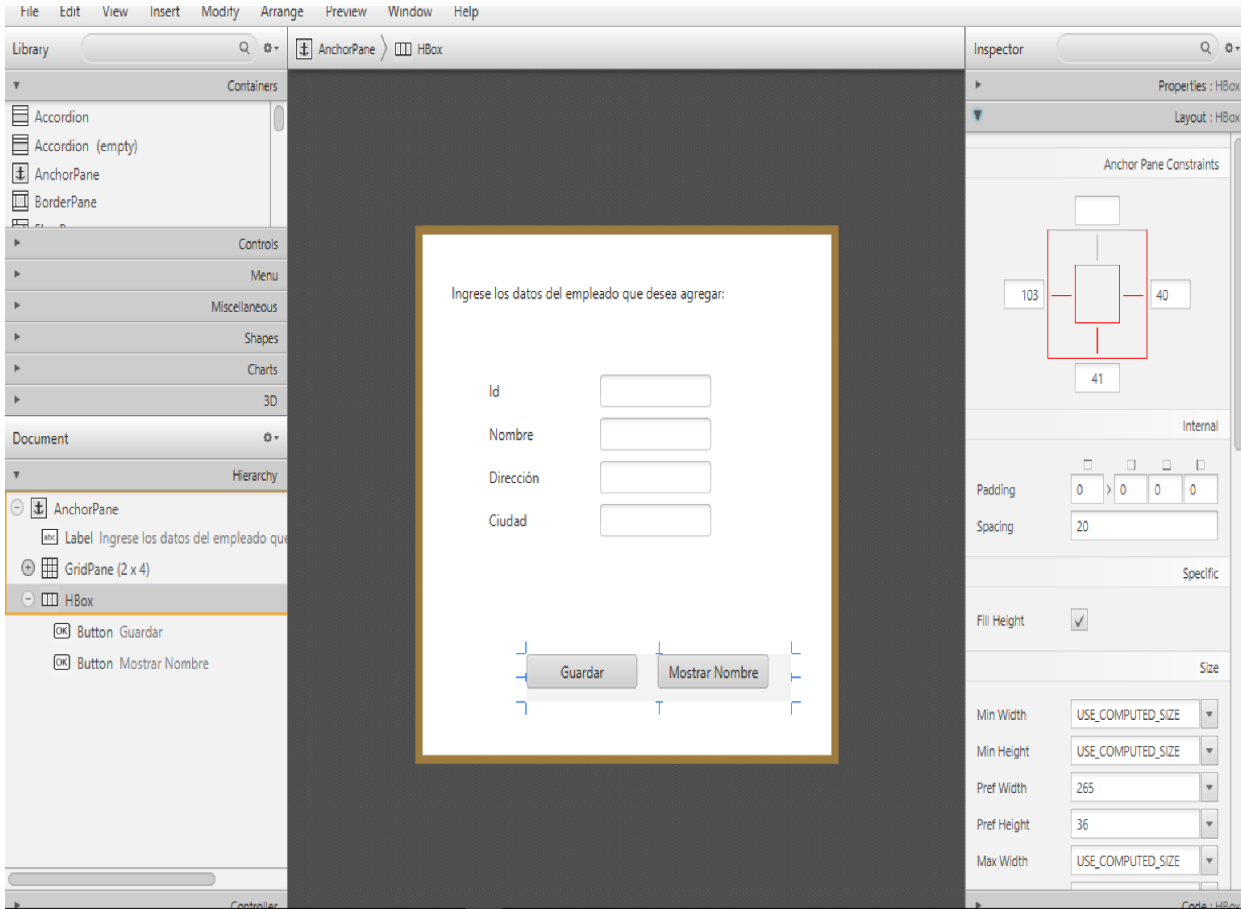 File Edit View Insert Modify Arrange Preview Window Help
Library
Containers
Accordion
Accordion (empty)
AnchorPane
BorderPane
Controls
Menu
Miscellaneous
Shapes
Charts
3D
Document
Hierarchy
AnchorPane
abc Label Ingrese los datos del empleado que
GridPane (2 x 4)
HBox
OK Button Guardar
OK Button Mostrar Nombre
Controller
AnchorPane HBox
Ingrese los datos del empleado que desea agregar:
Id
Nombre
Dirección
Ciudad
Guardar Mostrar Nombre
Inspector
Properties : HBox
Layout : HBox
Anchor Pane Constraints
103 40
41
Internal
Padding 0 0 0 0
Spacing 20
Specific
Fill Height
Size
Min Width USE_COMPUTED_SIZE
Min Height USE_COMPUTED_SIZE
Pref Width 265
Pref Height 36
Max Width USE_COMPUTED_SIZE
Code : HBox